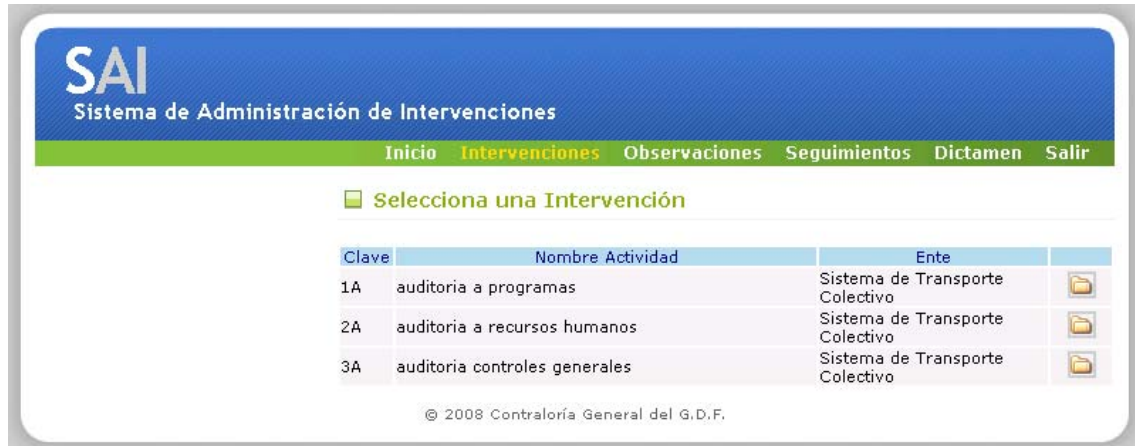 SAI
Sistema de Administración de Intervenciones
Inicio Intervenciones Observaciones Seguimientos Dictamen Salir
Selecciona una Intervención
Clave Nombre Actividad Ente
1A auditoria a programas Sistema de Transporte Colectivo
2A auditoria a recursos humanos Sistema de Transporte Colectivo
3A auditoria controles generales Sistema de Transporte Colectivo
© 2008 Contraloría General del G.D.F.